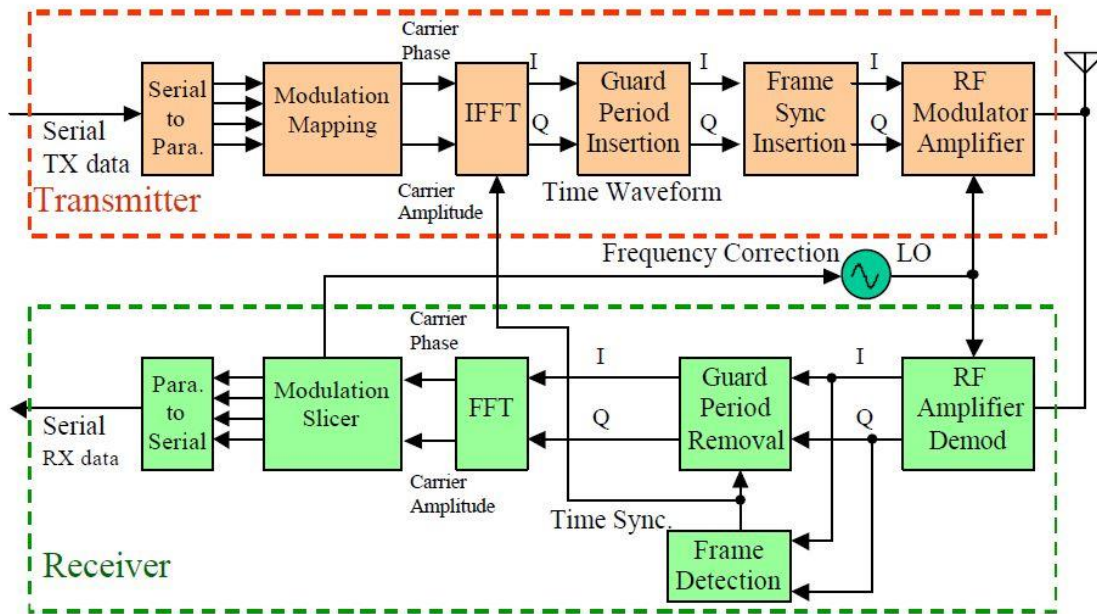 Carrier
Phase
Serial
to
Para.
Modulation
Mapping
IFFT
I
Q
Guard
Period
Insertion
I
Q
Frame
Sync
Insertion
I
Q
RF
Modulator
Amplifier
Serial
TX data
Carrier
Amplitude
Time Waveform
Transmitter
Frequency Correction
LO
Carrier
Phase
Para.
to
Serial
Modulation
Slicer
FFT
I
Q
Guard
Period
Removal
I
Q
RF
Amplifier
Demod
Serial
RX data
Carrier
Amplitude
Time Sync.
Frame
Detection
Receiver